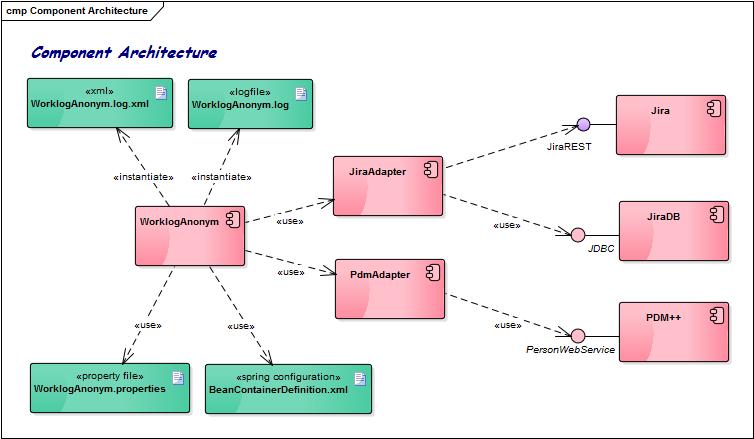 cmp Component Architecture
Component Architecture
«xml»
WorklogAnonym.log.xml
«logfile»
WorklogAnonym.log
Jira
JiraREST
«instantiate»
«instantiate»
JiraAdapter
WorklogAnonym
«use»
«use»
JiraDB
JDBC
«use»
PdmAdapter
PDM++
«use»
«use»
«use»
PersonWebService
«property file»
WorklogAnonym.properties
«spring configuration»
BeanContainerDefinition.xml